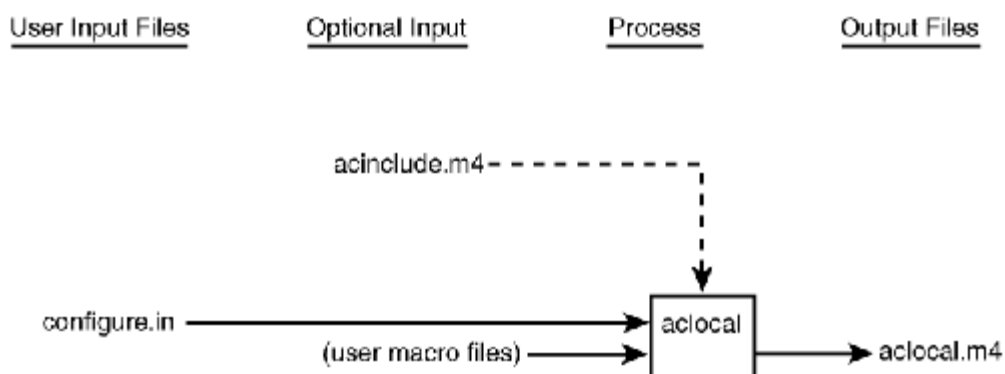 User Input Files
Optional Input
Process
Output Files
acinclude.m4
configure.in
aclocal
(user macro files)
aclocal.m4